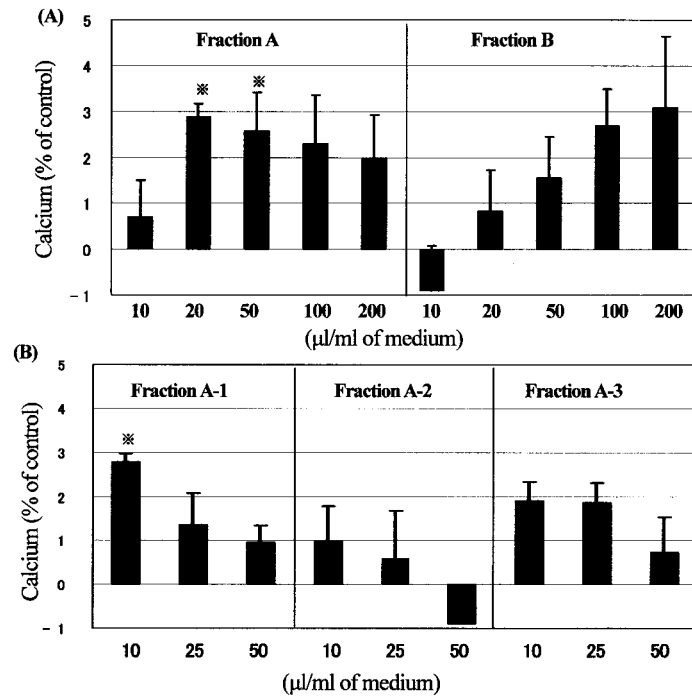 (A)
5
Fraction A
Fraction B
4
※
※
3
2
1
0
-1
Calcium (% of control)
10 20 50 100 200 10 20 50 100 200
(μl/ml of medium)
(B)
5
Fraction A-1
Fraction A-2
Fraction A-3
4
※
3
2
1
0
-1
Calcium (% of control)
10 25 50 10 25 50 10 25 50
(μl/ml of medium)